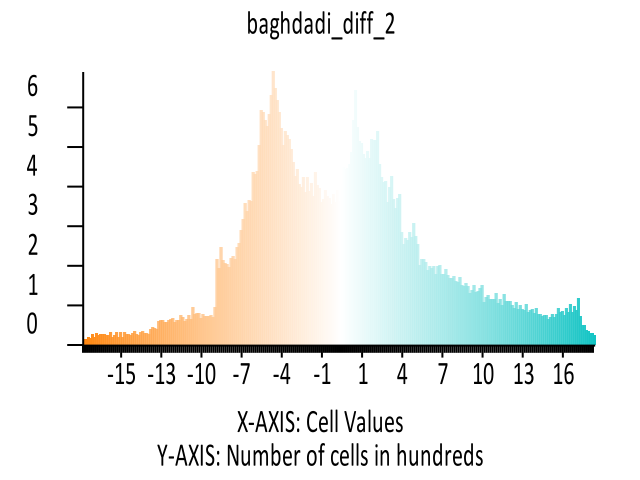 baghdadi_diff_2
6
5
4
3
2
1
0
-15 -13 -10 -7 -4 -1 1 4 7 10 13 16
X-AXIS: Cell Values
Y-AXIS: Number of cells in hundreds